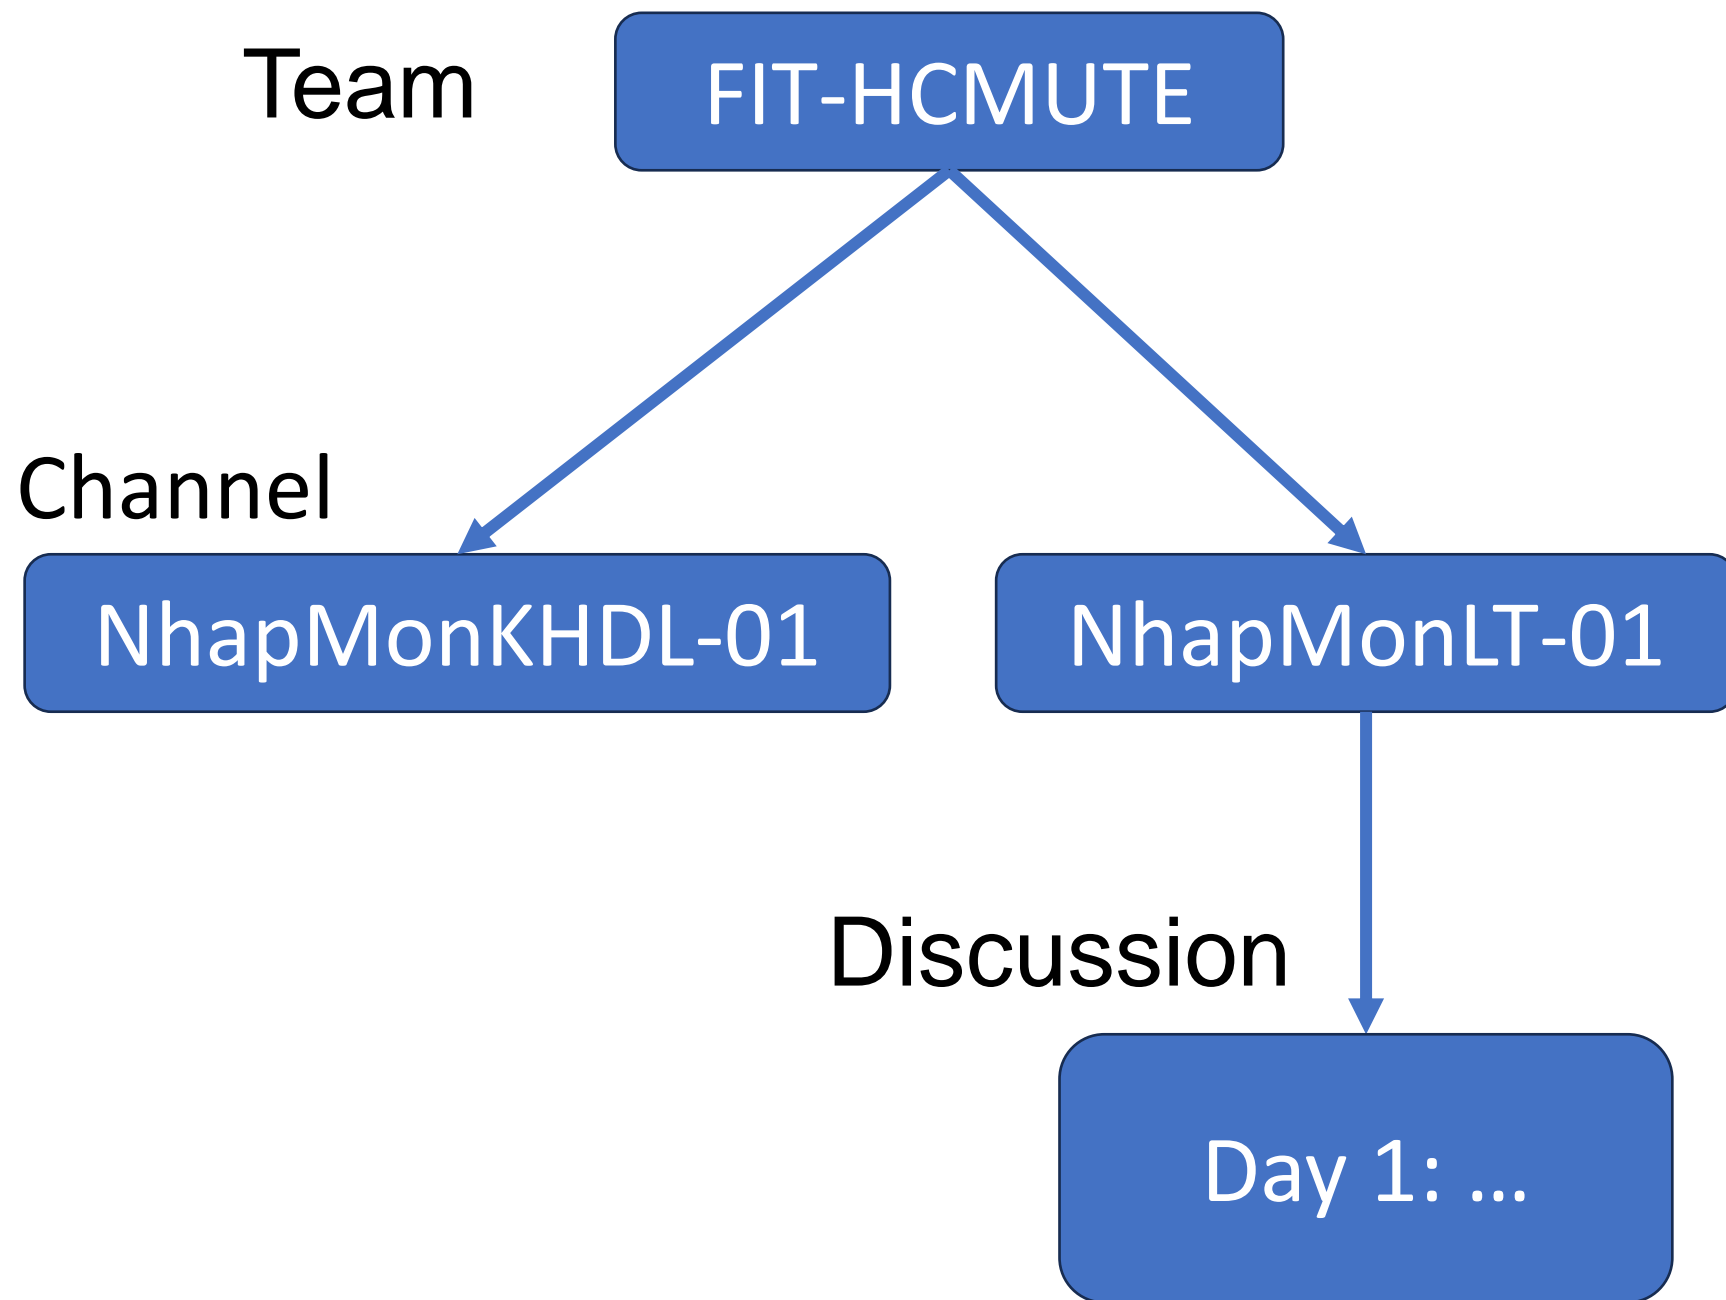 Team
FIT-HCMUTE
Channel
NhapMonKHDL-01
NhapMonLT-01
Discussion
Day 1: ...